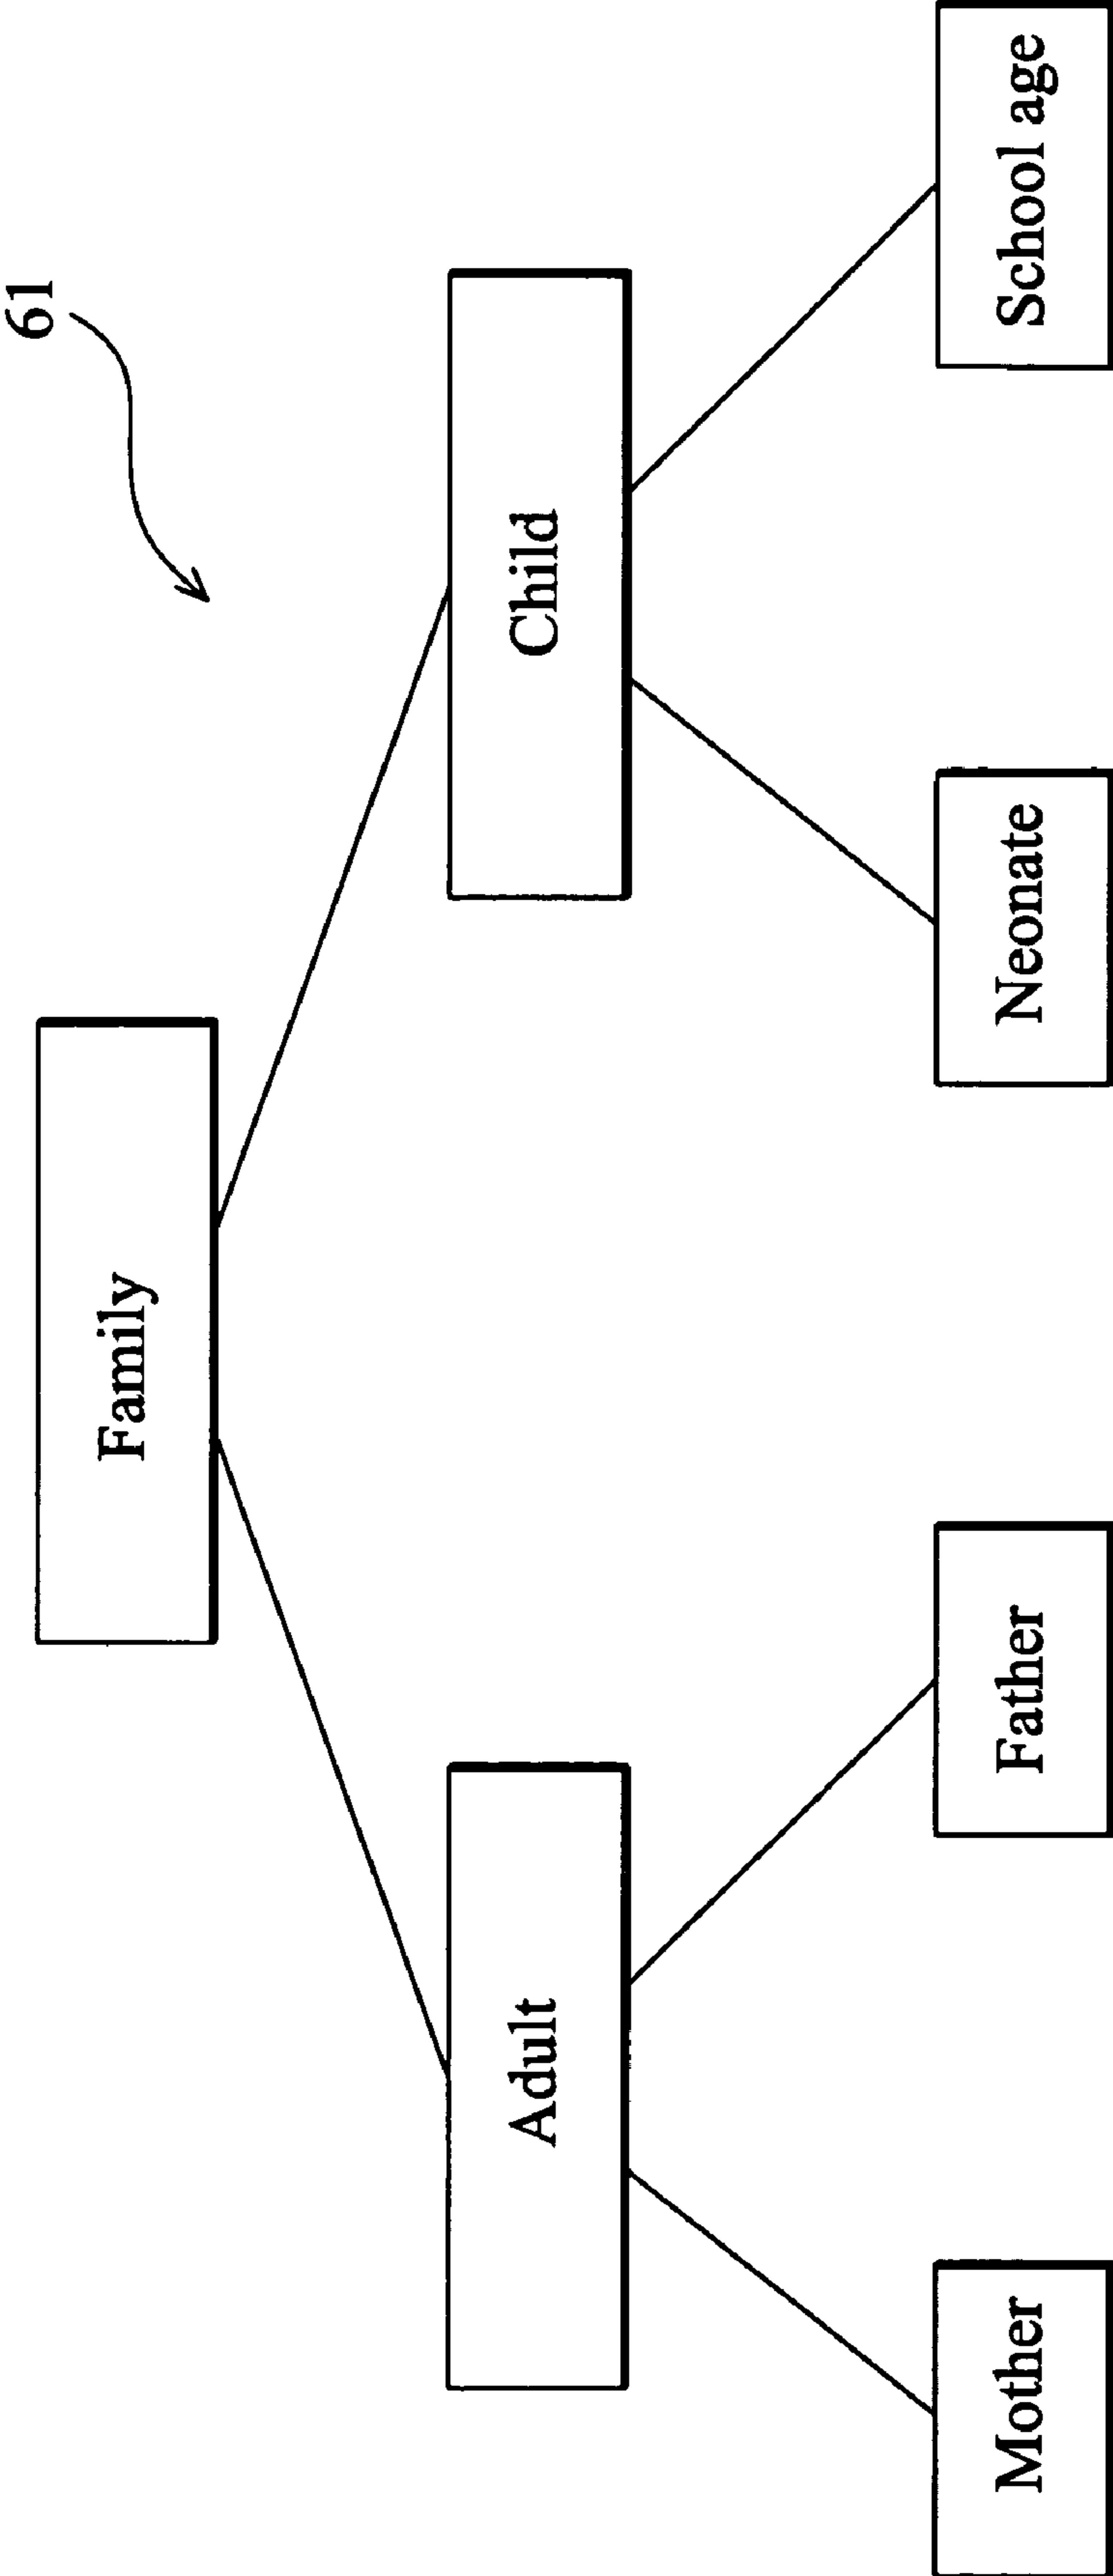 61
Family
Adult
Child
Mother
Father
Neonate
School age